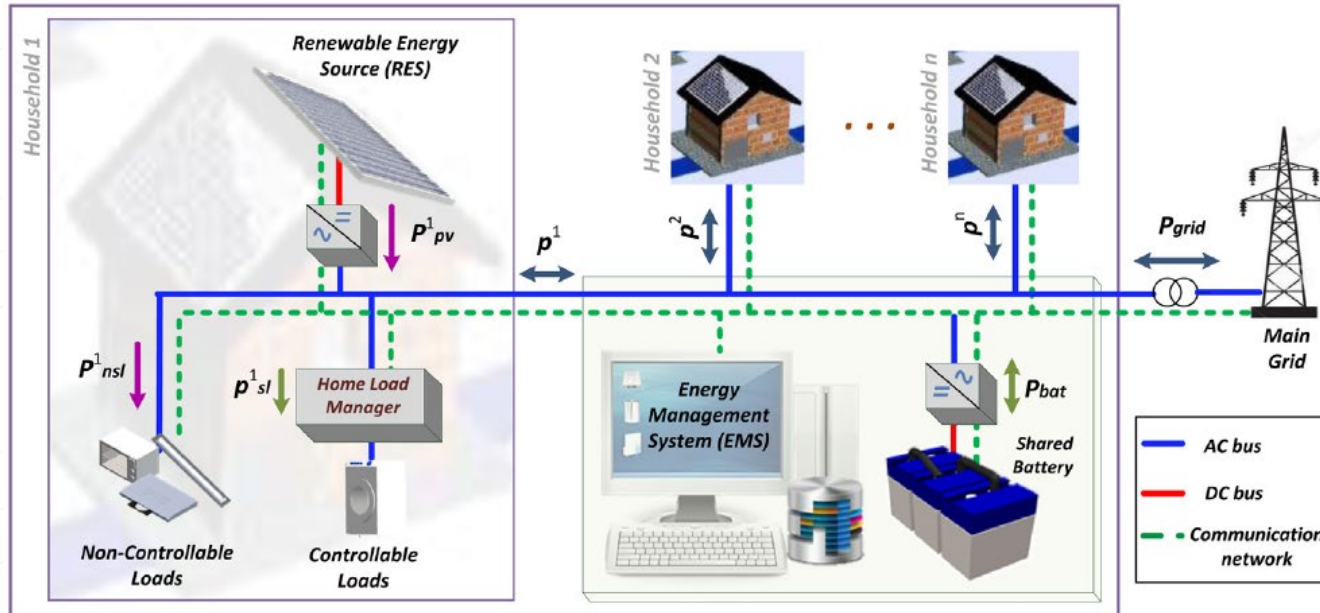 Household 1
Renewable Energy
Source (RES)
P¹pv
p¹
P¹nsl
p¹sl
Home Load
Manager
Non-Controllable
Loads
Controllable
Loads
Household 2
p²
. . .
Household n
pⁿ
Energy
Management
System (EMS)
Pbat
Shared
Battery
Pgrid
Main
Grid
AC bus
DC bus
Communication
network